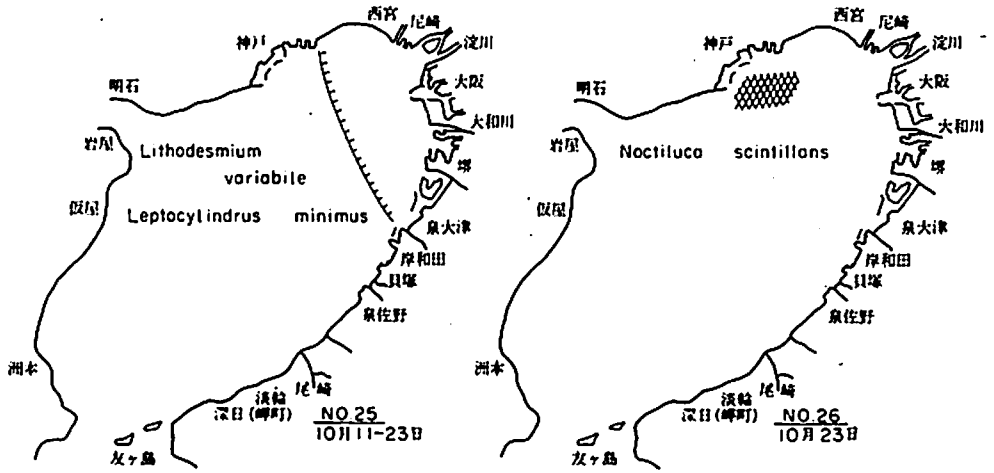 西宮
尼崎
神戸
淀川
明石
大阪
大和川
岩屋
Lithodesmium
variabile
堺
仮屋
Leptocylindrus minimus
泉大津
岸和田
貝塚
泉佐野
洲本
尾崎
淡輪
深日(岬町)
NO.25
10月11-23日
友ヶ島
西宮
尼崎
神戸
淀川
明石
大阪
大和川
岩屋
Noctiluca scintillans
堺
仮屋
泉大津
岸和田
貝塚
泉佐野
洲本
尾崎
淡輪
深日(岬町)
NO.26
10月23日
友ヶ島